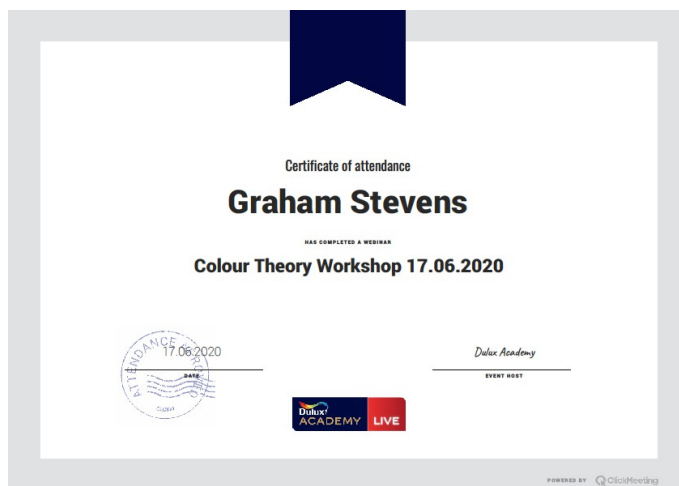 Certificate of attendance
Graham Stevens
HAS COMPLETED A WEBINAR
Colour Theory Workshop 17.06.2020
ATTENDANCE
17.06.2020
DATE
Dulux Academy
EVENT HOST
Dulux
ACADEMY LIVE
POWERED BY ClickMeeting